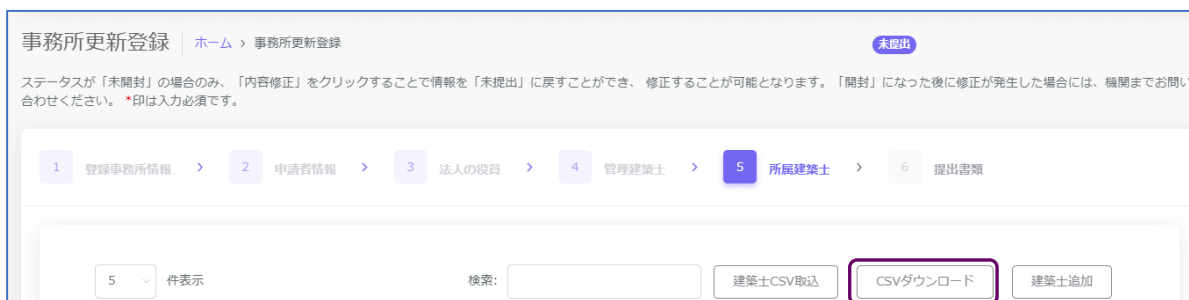 事務所更新登録 ホーム > 事務所更新登録 未提出
ステータスが「未開封」の場合のみ、「内容修正」をクリックすることで情報を「未提出」に戻すことができ、 修正することが可能となります。「開封」になった後に修正が発生した場合には、機関までお問い
合わせください。 *印は入力必須です。
1 登録事務所情報 > 2 申請者情報 > 3 法人の役員 > 4 管理建築士 > 5 所属建築士 > 6 提出書類
5 件表示 検索: 建築士CSV取込 CSVダウンロード 建築士追加